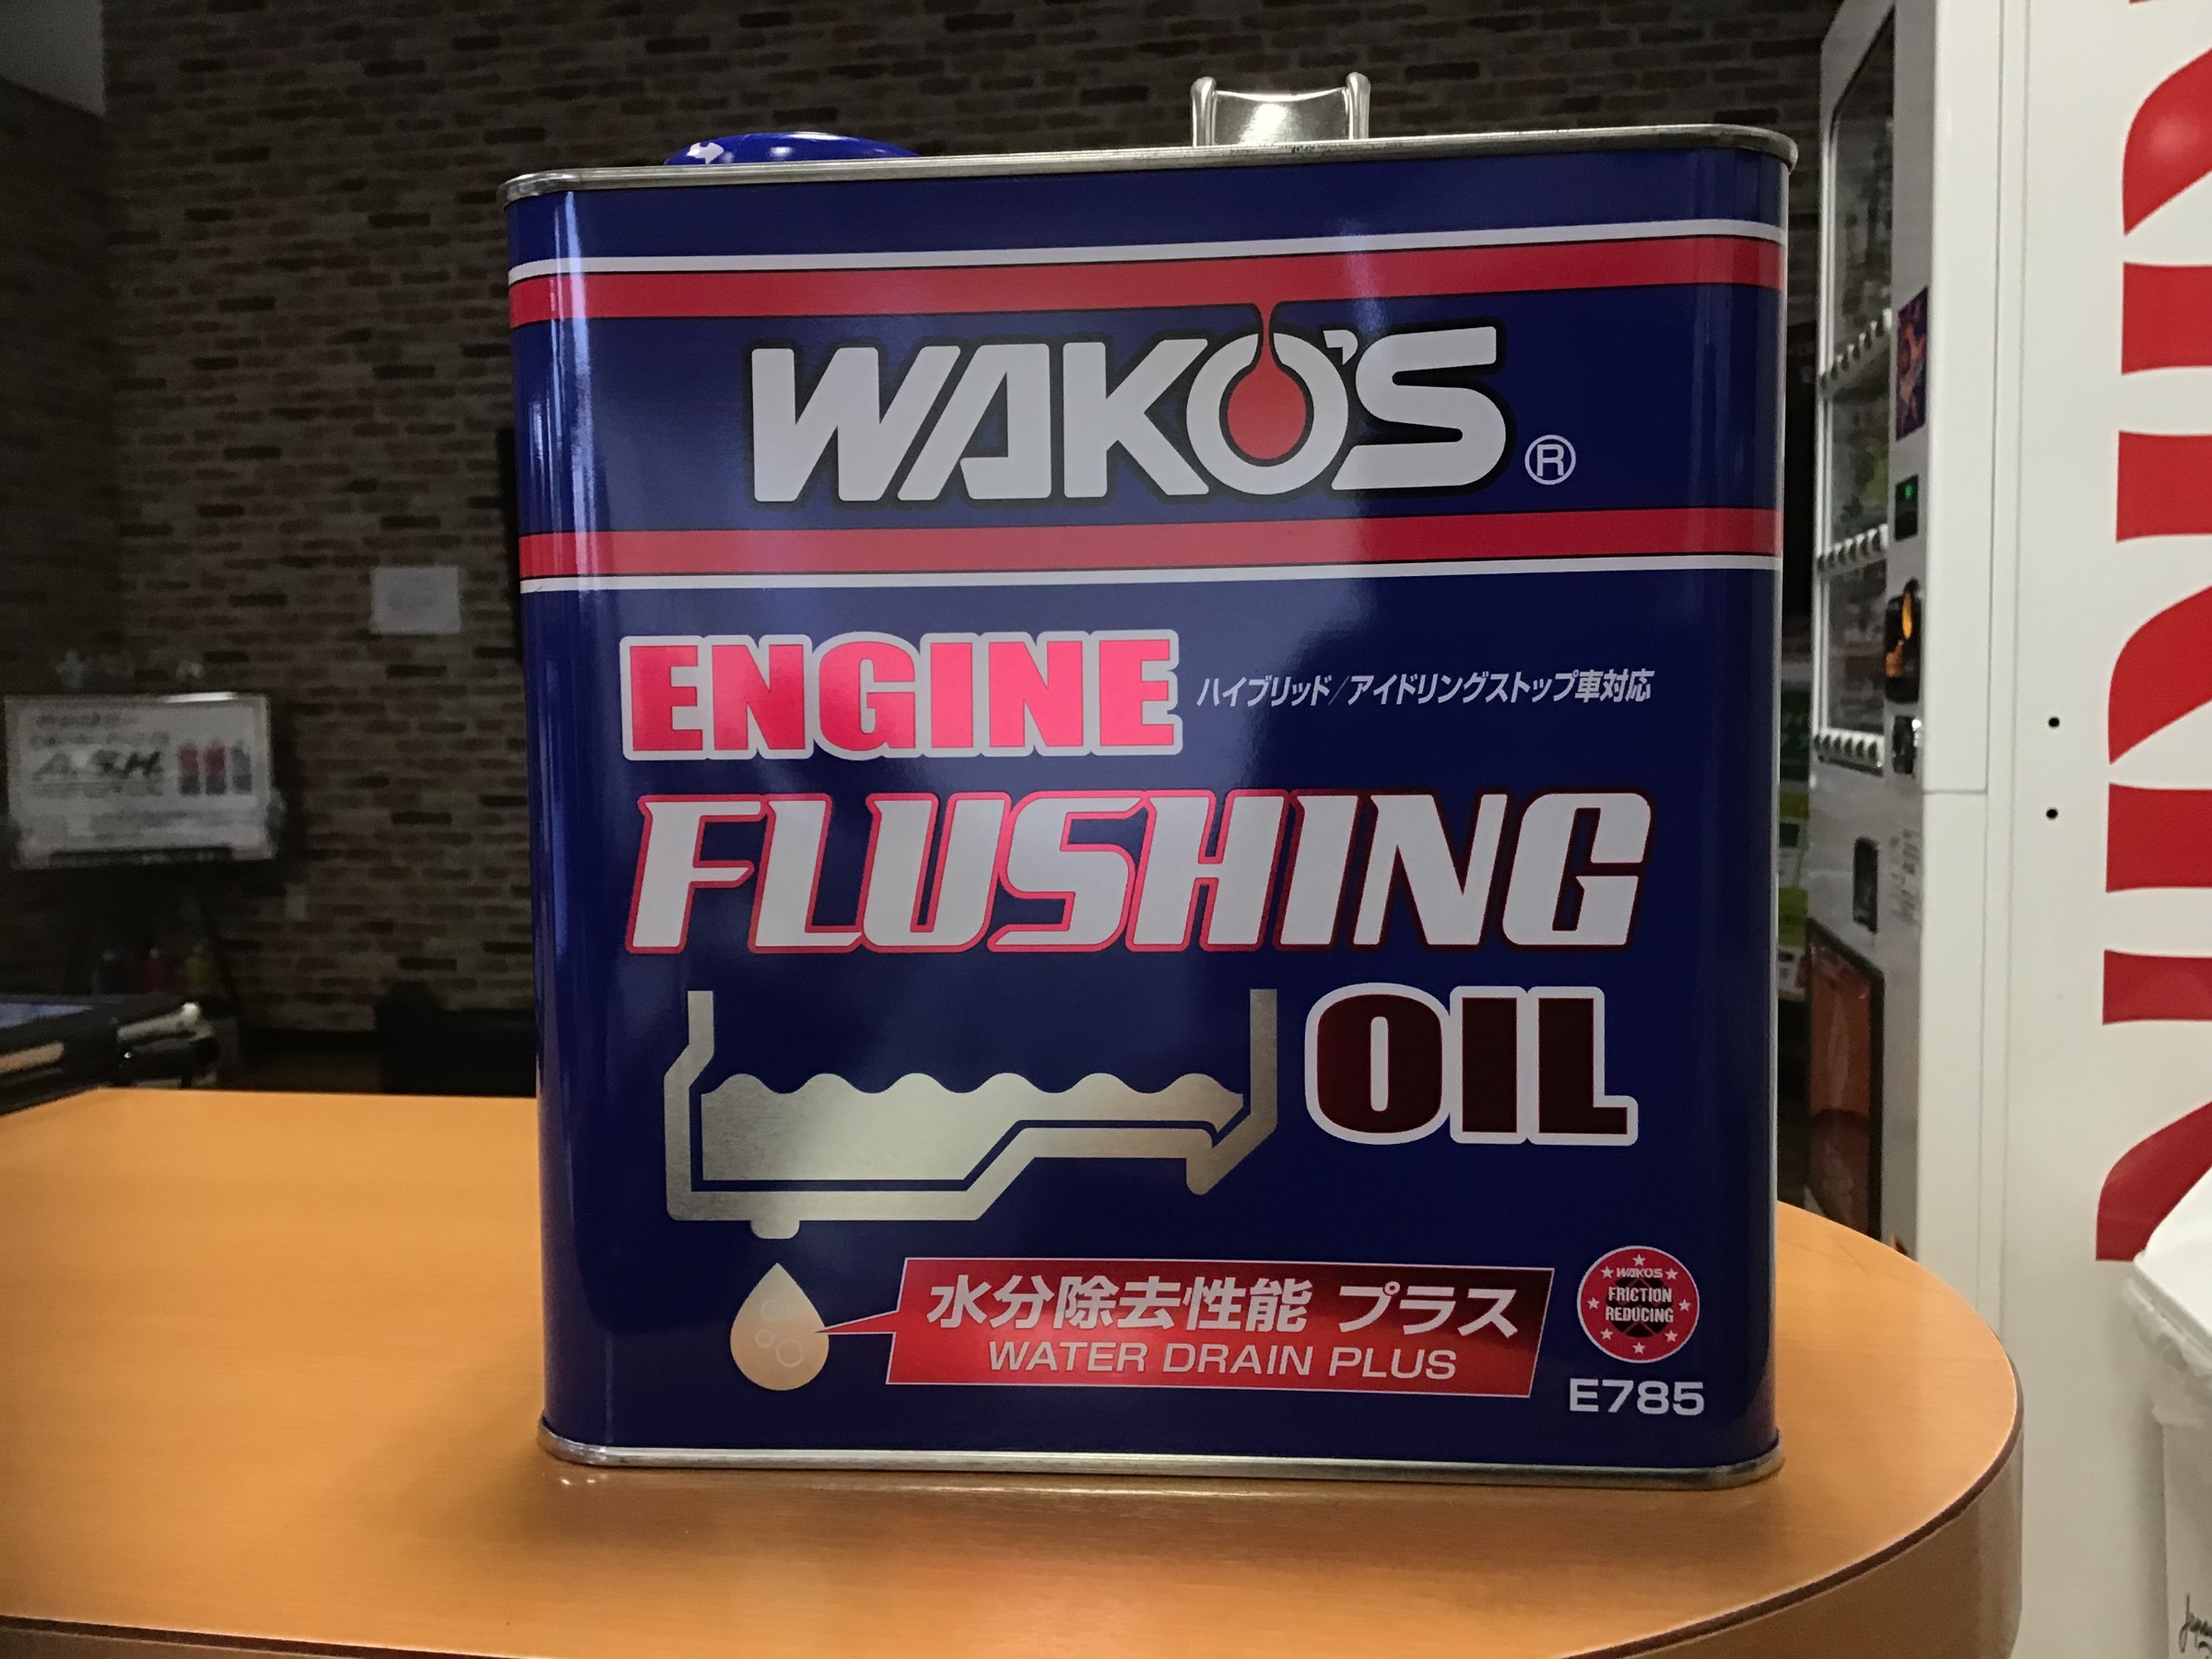 WAKO'S ®
ENGINE
ハイブリッド/アイドリングストップ車対応
FLUSHING
OIL
水分除去性能 プラス
WATER DRAIN PLUS
WAKO'S
FRICTION
REDUCING
E785
A.S.H.